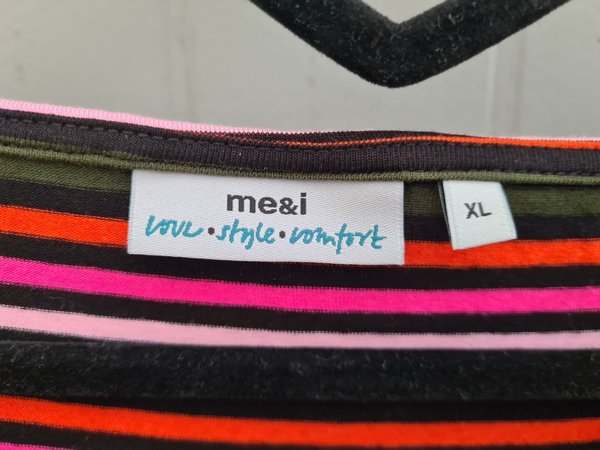 me&i
love • style • comfort
XL